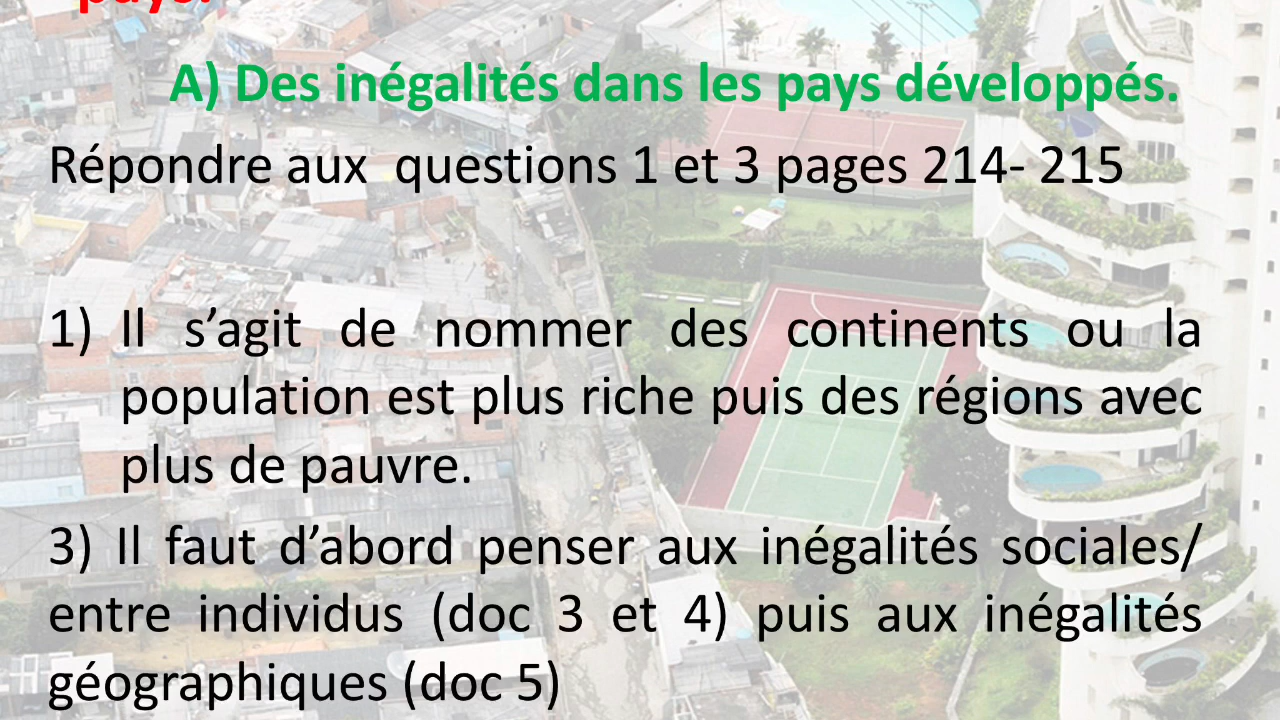 pays.
A) Des inégalités dans les pays développés.
Répondre aux questions 1 et 3 pages 214- 215
1) Il s’agit de nommer des continents ou la
population est plus riche puis des régions avec
plus de pauvre.
3) Il faut d’abord penser aux inégalités sociales/
entre individus (doc 3 et 4) puis aux inégalités
géographiques (doc 5)